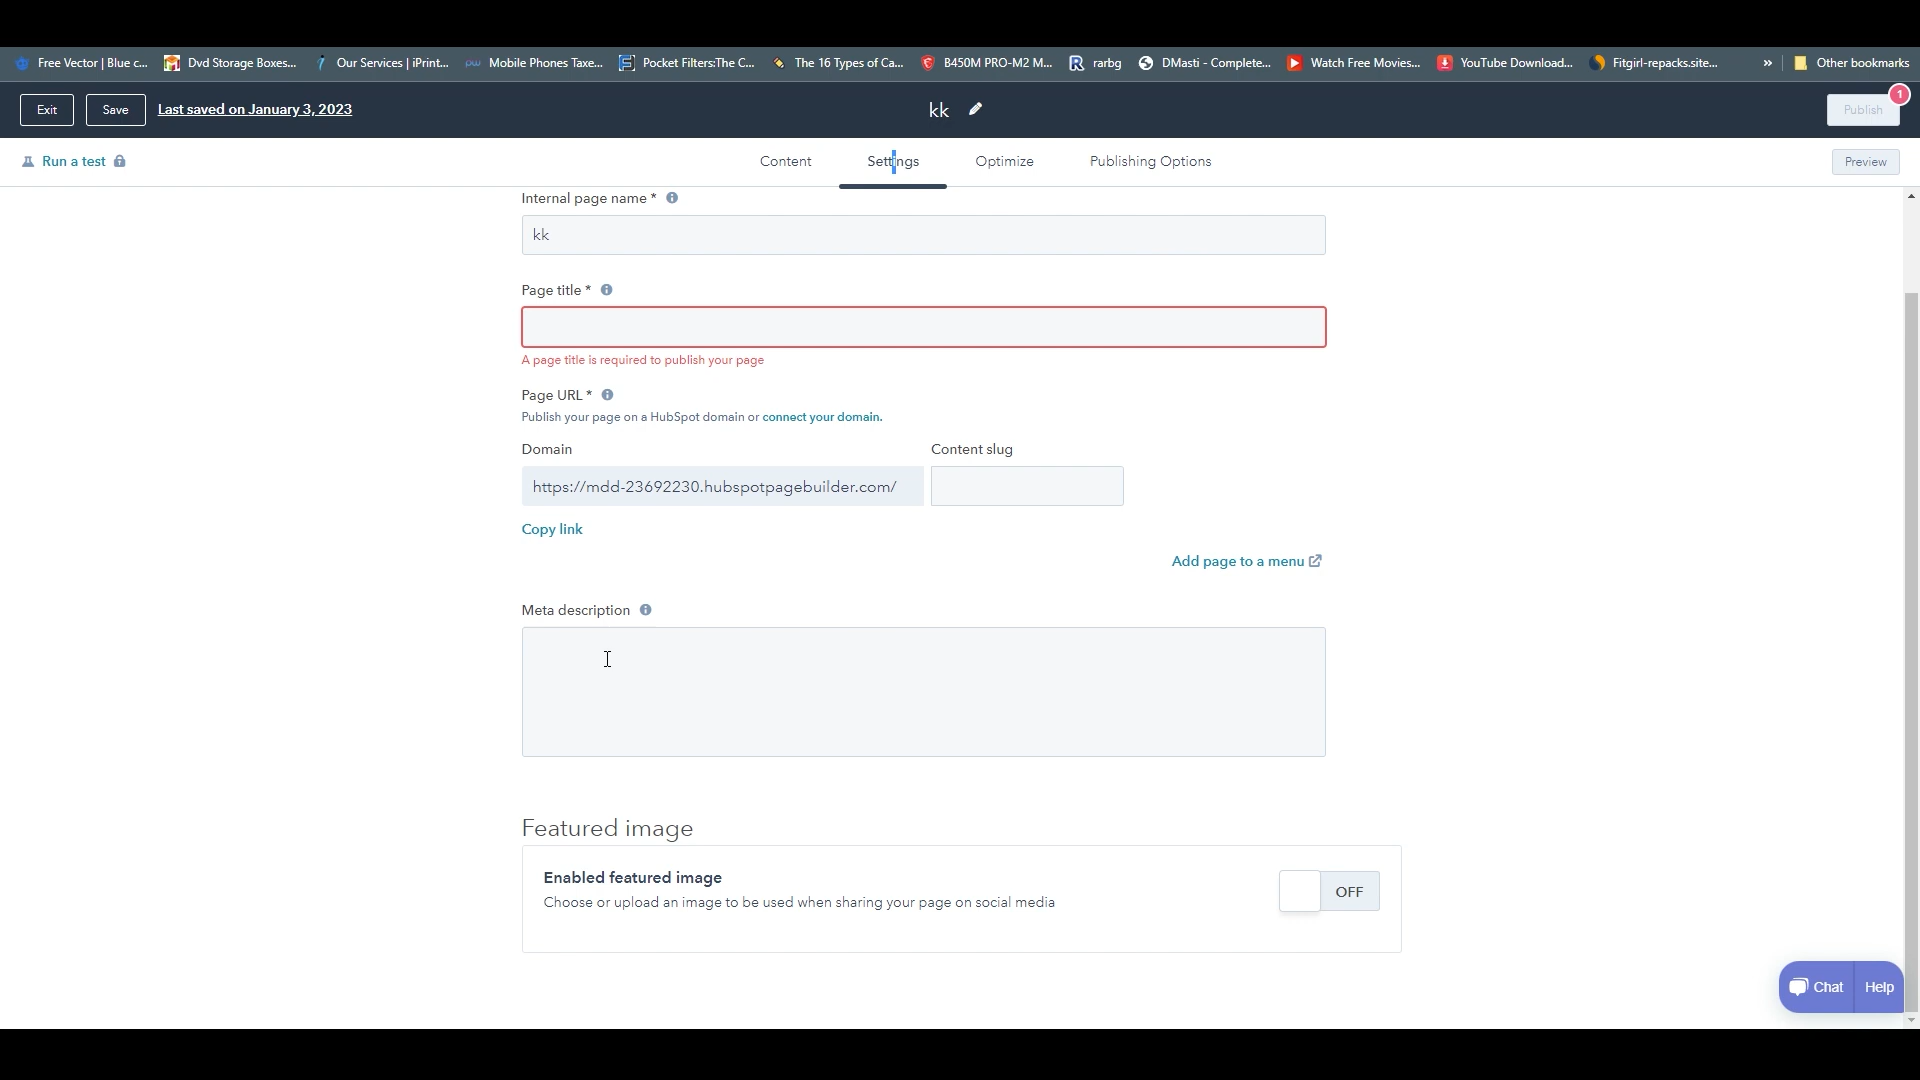 Free Vector | Blue c... Dvd Storage Boxes... Our Services | iPrint... Mobile Phones Taxe... Pocket Filters:The C... The 16 Types of Ca... B450M PRO-M2 M... rarbg DMasti - Complete... Watch Free Movies... YouTube Download... Fitgirl-repacks.site... » Other bookmarks
Exit Save Last saved on January 3, 2023 kk Publish 1
Run a test Content Settings Optimize Publishing Options Preview
Internal page name *
kk
Page title *
A page title is required to publish your page
Page URL *
Publish your page on a HubSpot domain or connect your domain.
Domain Content slug
https://mdd-23692230.hubspotpagebuilder.com/
Copy link
Add page to a menu
Meta description
Featured image
Enabled featured image
Choose or upload an image to be used when sharing your page on social media
OFF
Chat Help